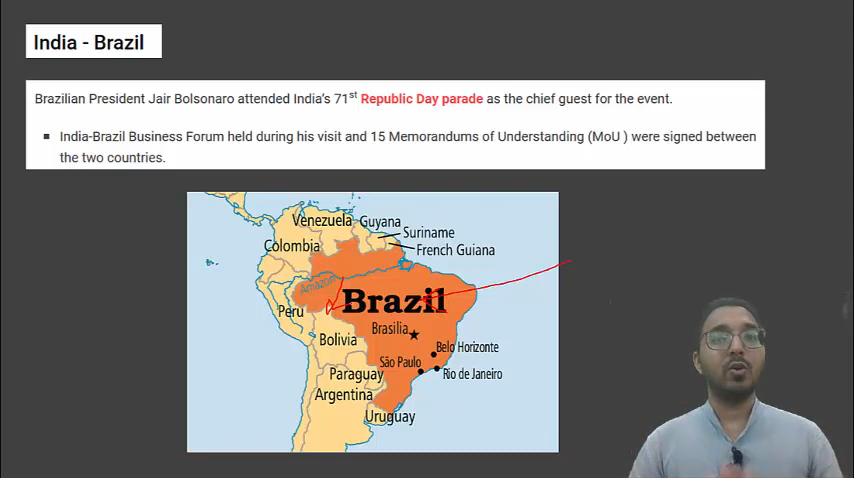 India - Brazil
Brazilian President Jair Bolsonaro attended India's 71st Republic Day parade as the chief guest for the event.
India-Brazil Business Forum held during his visit and 15 Memorandums of Understanding (MoU ) were signed between
the two countries.
Venezuela
Guyana
Suriname
Colombia
French Guiana
Amazon
Brazil
Peru
Brasilia
Bolivia
Belo Horizonte
São Paulo
Rio de Janeiro
Paraguay
Argentina
Uruguay